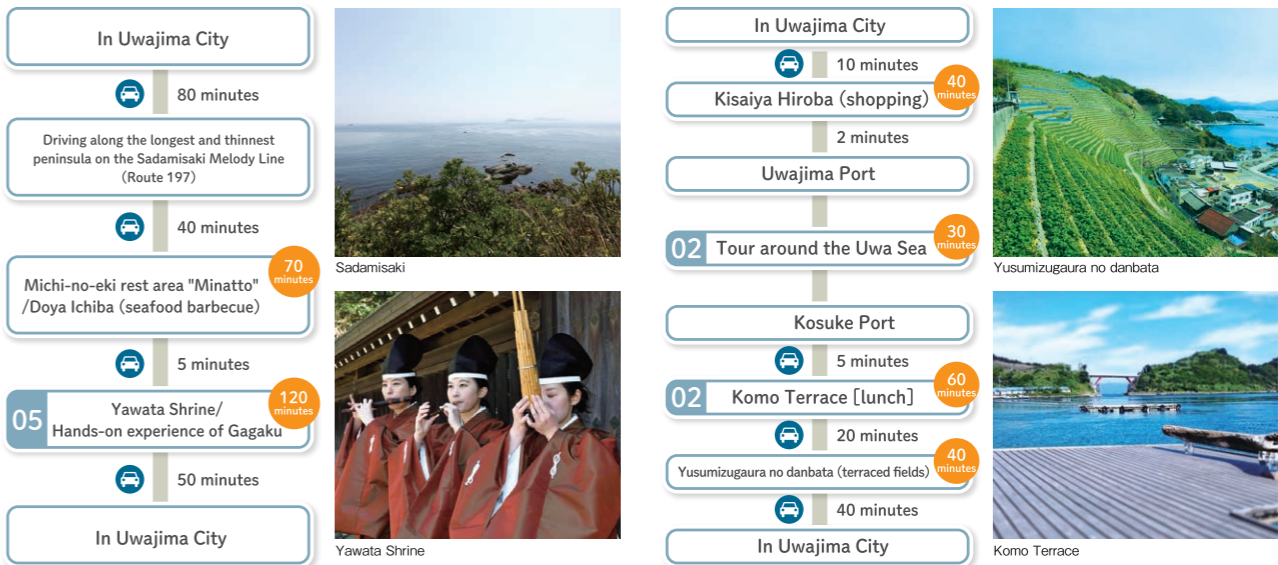 In Uwajima City
80 minutes
Driving along the longest and thinnest
peninsula on the Sadamisaki Melody Line
(Route 197)
40 minutes
70
minutes
Michi-no-eki rest area "Minatto"
/Doya Ichiba (seafood barbecue)
5 minutes
120
minutes
05
Yawata Shrine/
Hands-on experience of Gagaku
50 minutes
In Uwajima City
Sadamisaki
Yawata Shrine
In Uwajima City
10 minutes
40
minutes
Kisaiya Hiroba (shopping)
2 minutes
Uwajima Port
30
minutes
02 Tour around the Uwa Sea
Kosuke Port
5 minutes
60
minutes
02 Komo Terrace [lunch]
20 minutes
40
minutes
Yusumizugaura no danbata (terraced fields)
40 minutes
In Uwajima City
Yusumizugaura no danbata
Komo Terrace